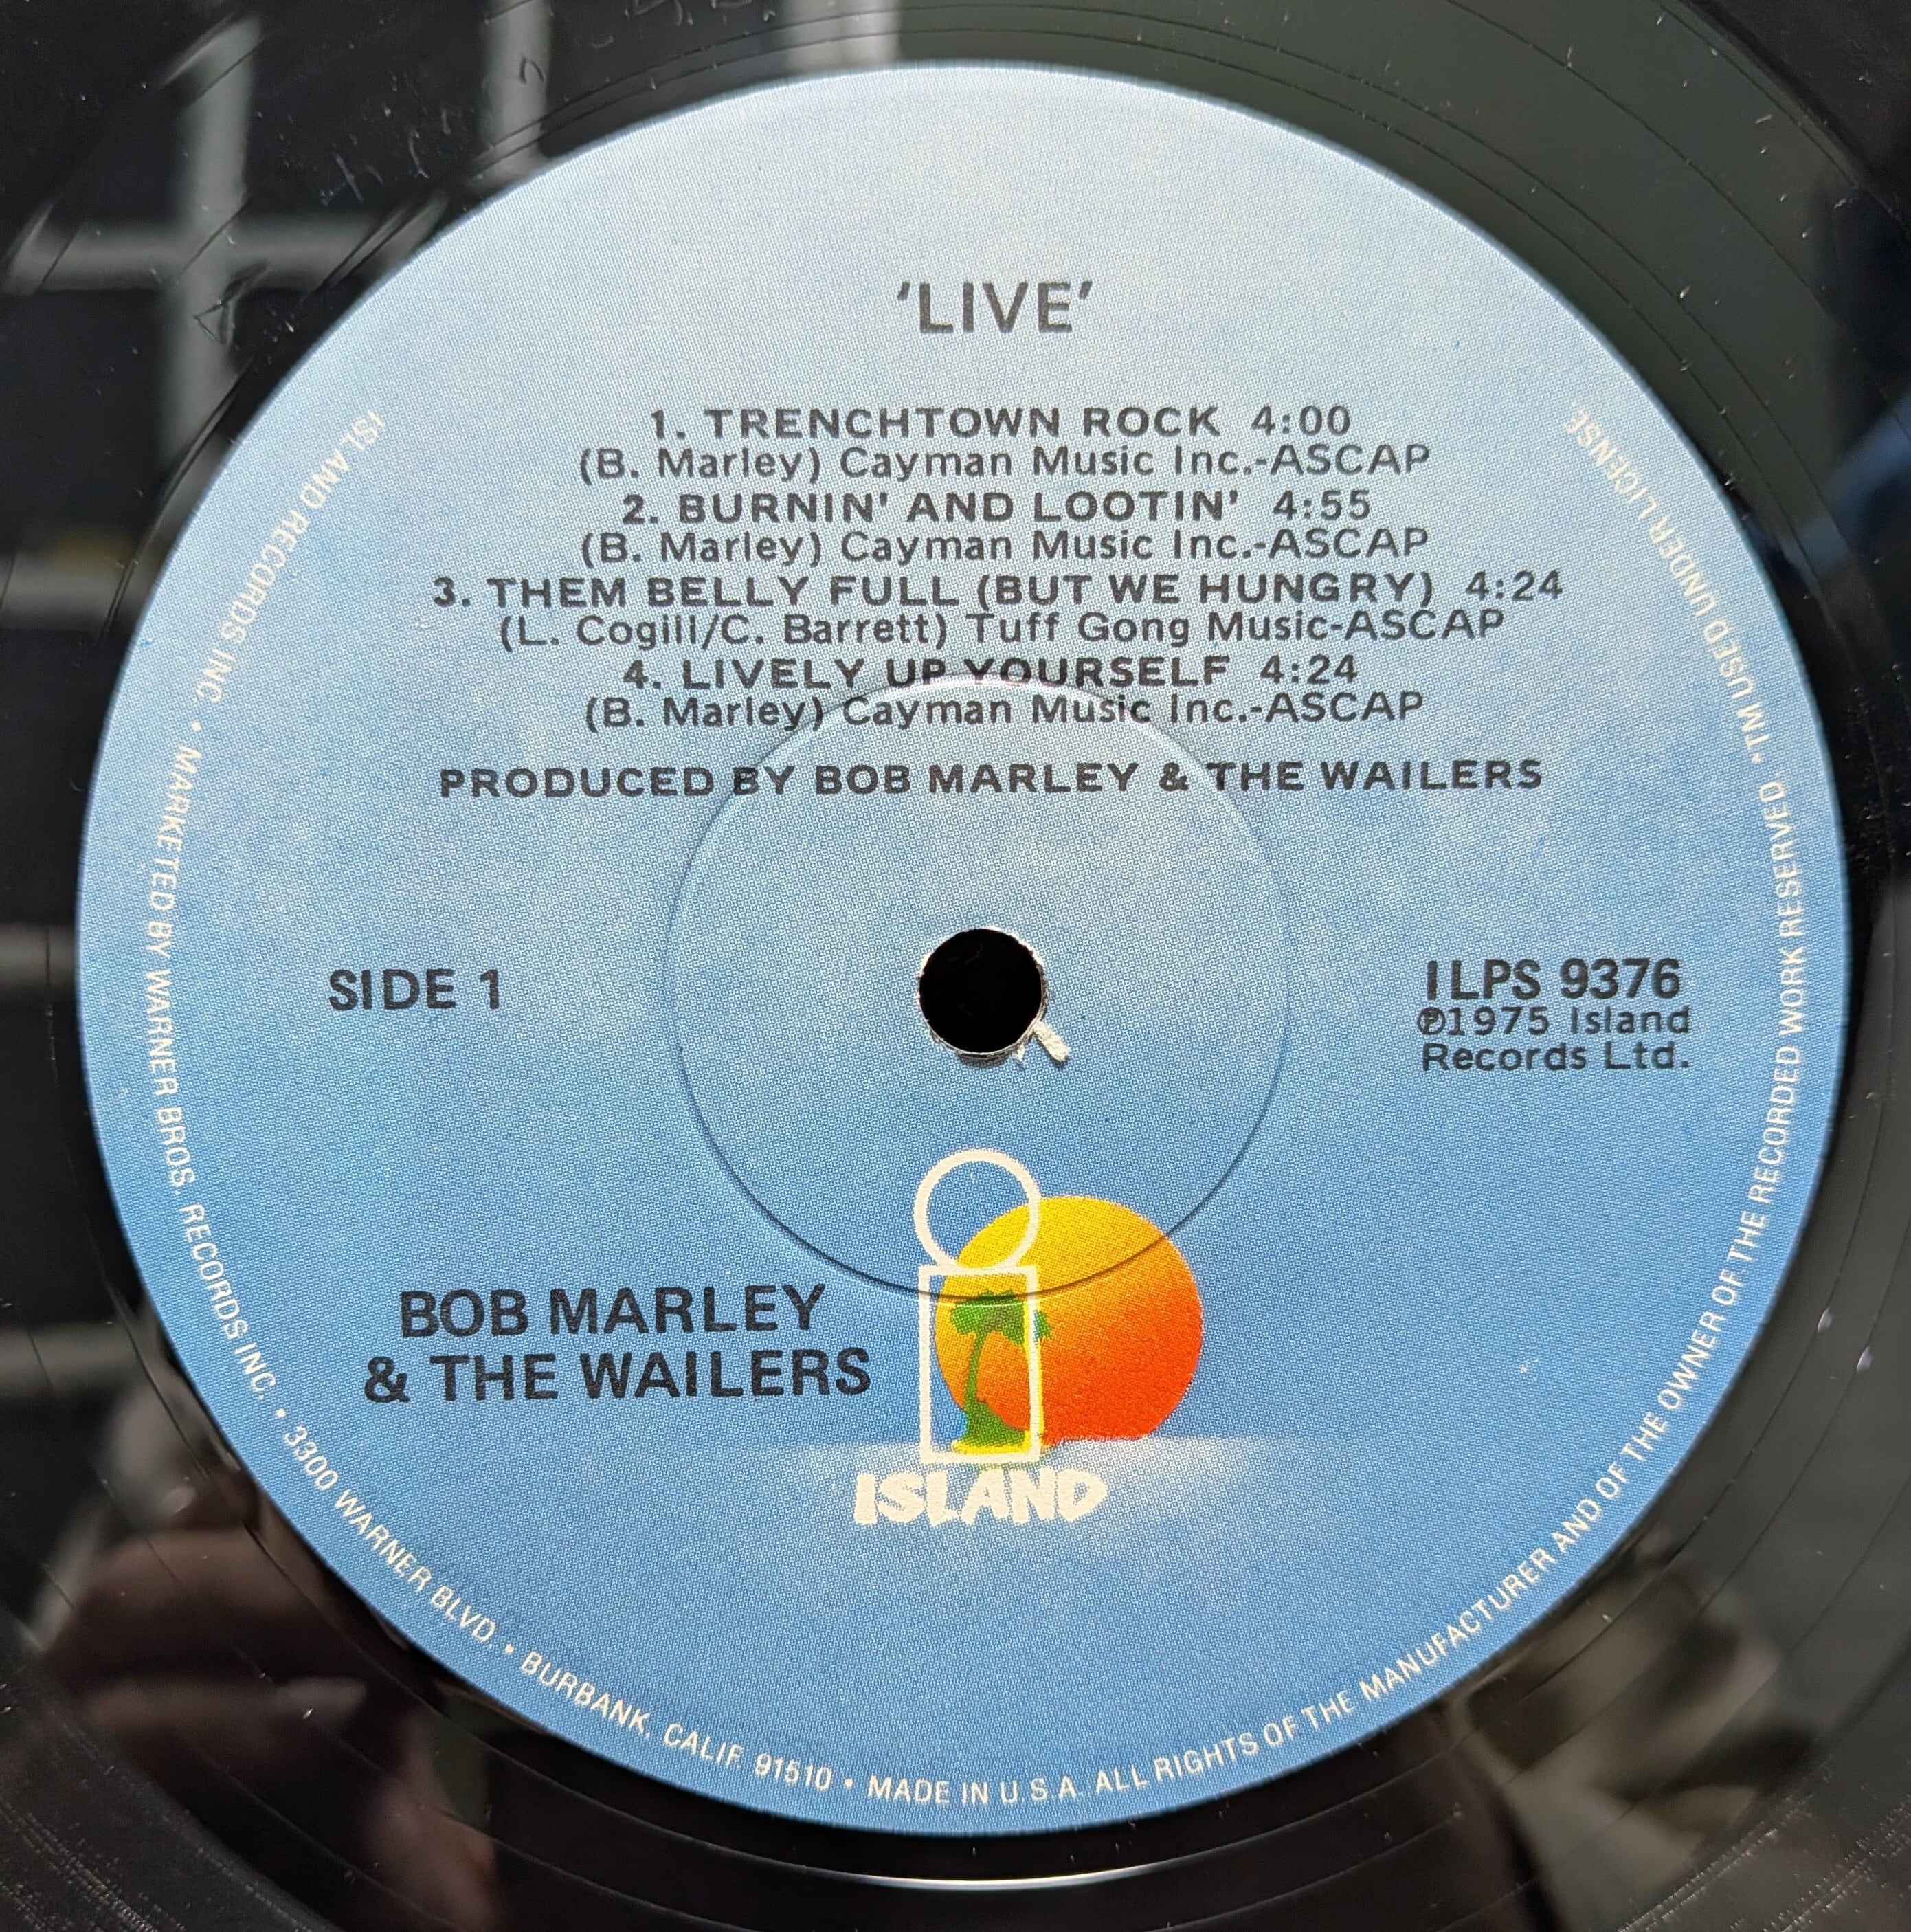 'LIVE'
1. TRENCHTOWN ROCK 4:00
(B. Marley) Cayman Music Inc.-ASCAP
2. BURNIN' AND LOOTIN' 4:55
(B. Marley) Cayman Music Inc.-ASCAP
3. THEM BELLY FULL (BUT WE HUNGRY) 4:24
(L. Cogill/C. Barrett) Tuff Gong Music-ASCAP
4. LIVELY UP YOURSELF 4:24
(B. Marley) Cayman Music Inc.-ASCAP
PRODUCED BY BOB MARLEY & THE WAILERS
SIDE 1
ILPS 9376
℗1975 Island
Records Ltd.
BOB MARLEY
& THE WAILERS
ISLAND
ISLAND RECORDS INC. • MARKETED BY WARNER BROS. RECORDS INC. • 3300 WARNER BLVD. • BURBANK, CALIF. 91510 • MADE IN U.S.A. ALL RIGHTS OF THE MANUFACTURER AND OF THE OWNER OF THE RECORDED WORK RESERVED. •TM USED UNDER LICENSE.